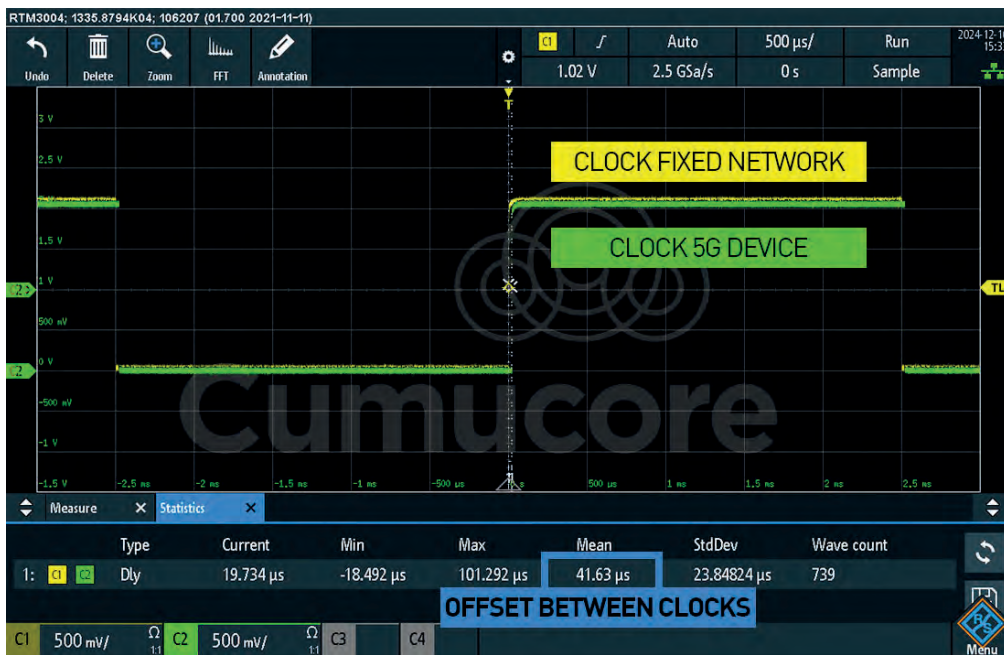 RTM3004; 1335.8794K04; 106207 (01.700 2021-11-11)
Undo Delete Zoom FFT Annotation
C1 Auto 500 µs/ Run
1.02 V 2.5 GSa/s 0 s Sample
T
3 V
2.5 V
1.5 V
1 V
500 mV
0 V
-500 mV
-1 V
-1.5 V -2.5 ms -2 ms -1.5 ms -1 ms -500 µs s 500 µs 1 ms 1.5 ms 2 ms 2.5 ms
CLOCK FIXED NETWORK
CLOCK 5G DEVICE
C2
TL
C2
Cumucore
Measure X Statistics X
Type Current Min Max Mean StdDev Wave count
1: C1 C2 Dly 19.734 µs -18.492 µs 101.292 µs 41.63 µs 23.84824 µs 739
OFFSET BETWEEN CLOCKS
C1 500 mV/ Ω 1:1 C2 500 mV/ Ω 1:1 C3 C4
R&S
Menu